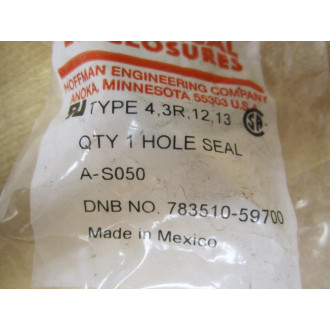 ENCLOSURES
HOFFMAN ENGINEERING COMPANY
ANOKA, MINNESOTA 55303 U.S.A.
TYPE 4,3R,12,13
QTY 1 HOLE SEAL
A-S050
DNB NO. 783510-59700
Made in Mexico